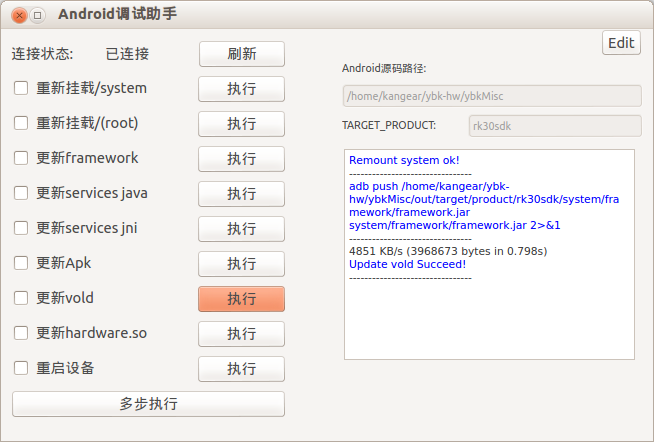 Android调试助手
连接状态: 已连接 刷新
重新挂载/system 执行
重新挂载/(root) 执行
更新framework 执行
更新services java 执行
更新services jni 执行
更新Apk 执行
更新vold 执行
更新hardware.so 执行
重启设备 执行
多步执行
Edit
Android源码路径:
/home/kangear/ybk-hw/ybkMisc
TARGET_PRODUCT: rk30sdk
Remount system ok!
--------------------------------
adb push /home/kangear/ybk-
hw/ybkMisc/out/target/product/rk30sdk/system/fra
mework/framework.jar
system/framework/framework.jar 2>&1
--------------------------------
4851 KB/s (3968673 bytes in 0.798s)
Update vold Succeed!
--------------------------------